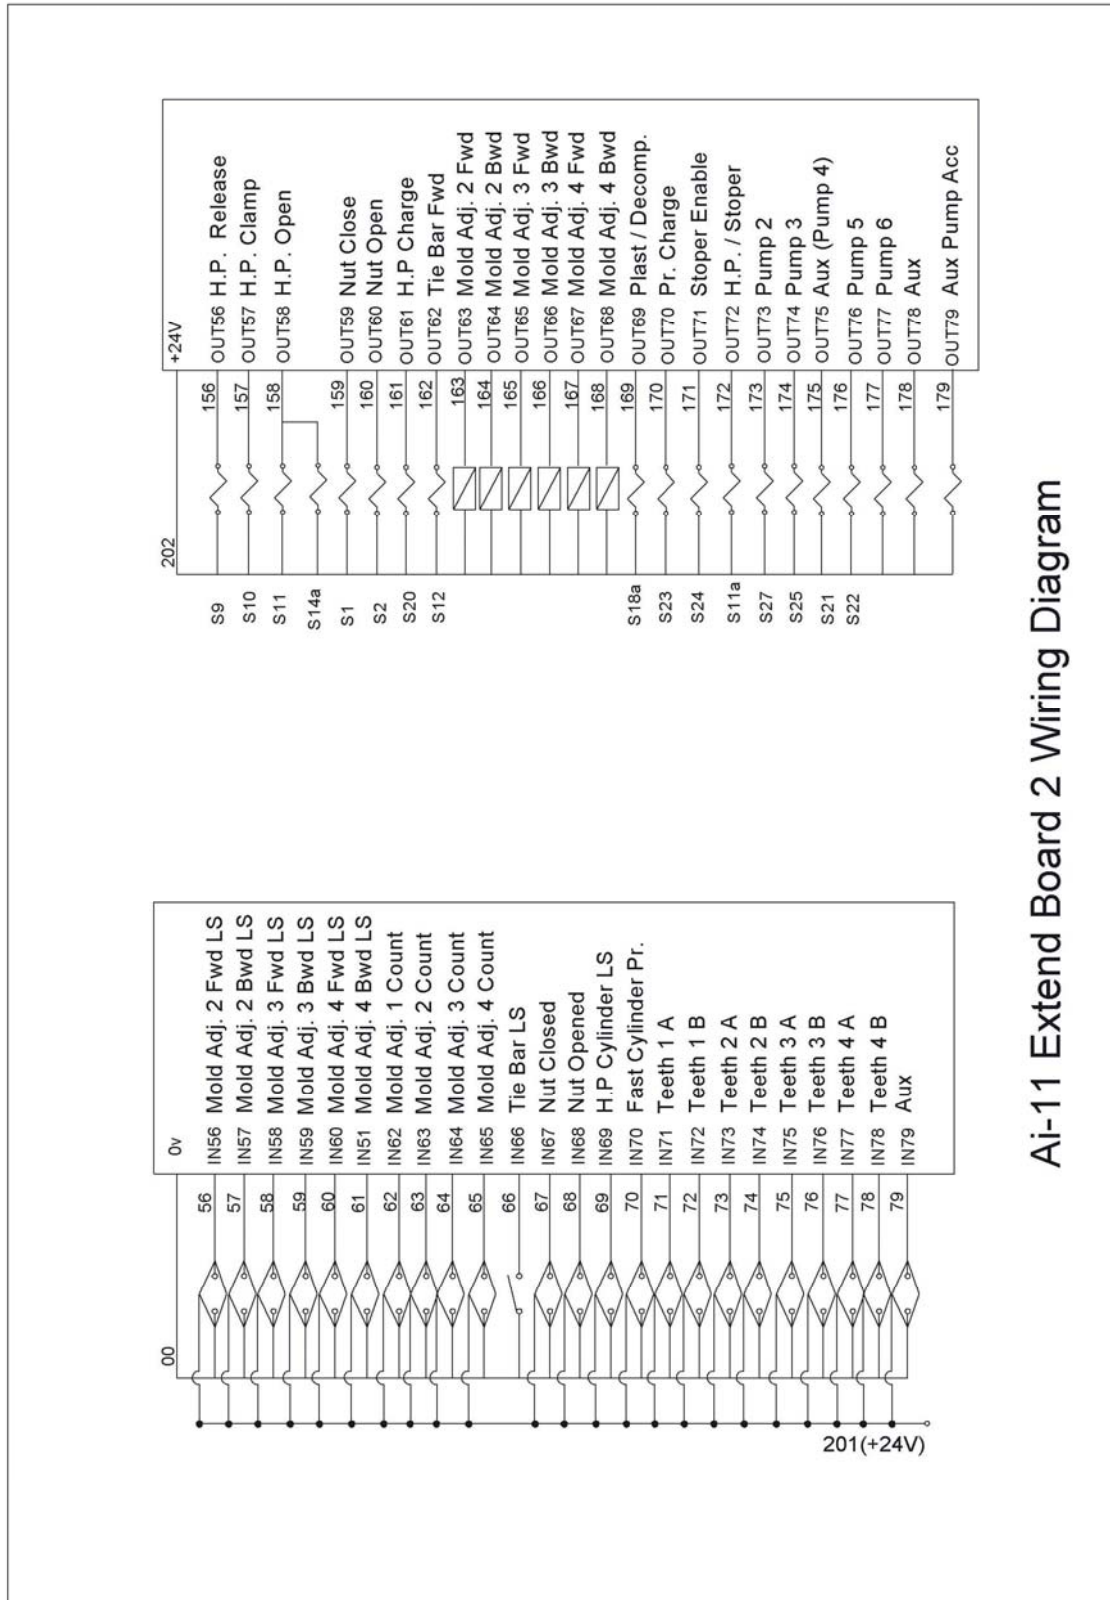 00 0v
56 IN56 Mold Adj. 2 Fwd LS
57 IN57 Mold Adj. 2 Bwd LS
58 IN58 Mold Adj. 3 Fwd LS
59 IN59 Mold Adj. 3 Bwd LS
60 IN60 Mold Adj. 4 Fwd LS
61 IN51 Mold Adj. 4 Bwd LS
62 IN62 Mold Adj. 1 Count
63 IN63 Mold Adj. 2 Count
64 IN64 Mold Adj. 3 Count
65 IN65 Mold Adj. 4 Count
66 IN66 Tie Bar LS
67 IN67 Nut Closed
68 IN68 Nut Opened
69 IN69 H.P Cylinder LS
70 IN70 Fast Cylinder Pr.
71 IN71 Teeth 1 A
72 IN72 Teeth 1 B
73 IN73 Teeth 2 A
74 IN74 Teeth 2 B
75 IN75 Teeth 3 A
76 IN76 Teeth 3 B
77 IN77 Teeth 4 A
78 IN78 Teeth 4 B
79 IN79 Aux
201(+24V)
202 +24V
S9 156 OUT56 H.P. Release
S10 157 OUT57 H.P. Clamp
S11 158 OUT58 H.P. Open
S14a
S1 159 OUT59 Nut Close
S2 160 OUT60 Nut Open
S20 161 OUT61 H.P Charge
S12 162 OUT62 Tie Bar Fwd
163 OUT63 Mold Adj. 2 Fwd
164 OUT64 Mold Adj. 2 Bwd
165 OUT65 Mold Adj. 3 Fwd
166 OUT66 Mold Adj. 3 Bwd
167 OUT67 Mold Adj. 4 Fwd
168 OUT68 Mold Adj. 4 Bwd
S18a 169 OUT69 Plast / Decomp.
S23 170 OUT70 Pr. Charge
S24 171 OUT71 Stoper Enable
S11a 172 OUT72 H.P. / Stoper
S27 173 OUT73 Pump 2
S25 174 OUT74 Pump 3
S21 175 OUT75 Aux (Pump 4)
S22 176 OUT76 Pump 5
177 OUT77 Pump 6
178 OUT78 Aux
179 OUT79 Aux Pump Acc
Ai-11 Extend Board 2 Wiring Diagram